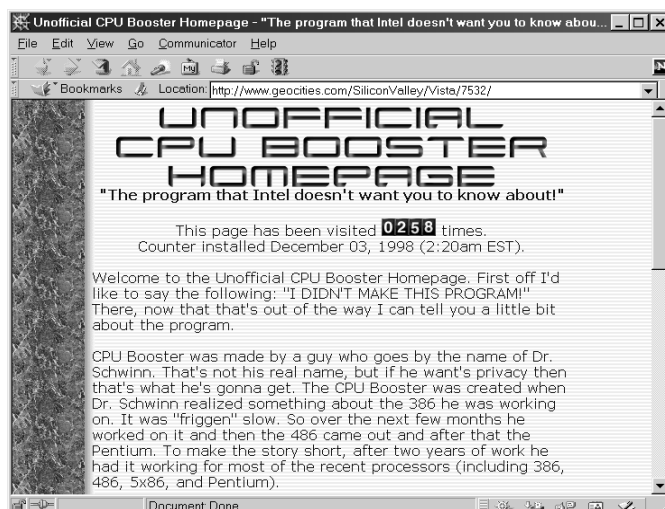 Unofficial CPU Booster Homepage - "The program that Intel doesn't want you to know abou...
File Edit View Go Communicator Help
My
N
Bookmarks Location: http://www.geocities.com/SiliconValley/Vista/7532/
UNOFFICIAL
CPU BOOSTER
HOMEPAGE
"The program that Intel doesn't want you to know about!"
This page has been visited 0258 times.
Counter installed December 03, 1998 (2:20am EST).
Welcome to the Unofficial CPU Booster Homepage. First off I'd
like to say the following: "I DIDN'T MAKE THIS PROGRAM!"
There, now that that's out of the way I can tell you a little bit
about the program.
CPU Booster was made by a guy who goes by the name of Dr.
Schwinn. That's not his real name, but if he want's privacy then
that's what he's gonna get. The CPU Booster was created when
Dr. Schwinn realized something about the 386 he was working
on. It was "friggen" slow. So over the next few months he
worked on it and then the 486 came out and after that the
Pentium. To make the story short, after two years of work he
had it working for most of the recent processors (including 386,
486, 5x86, and Pentium).
Document Done